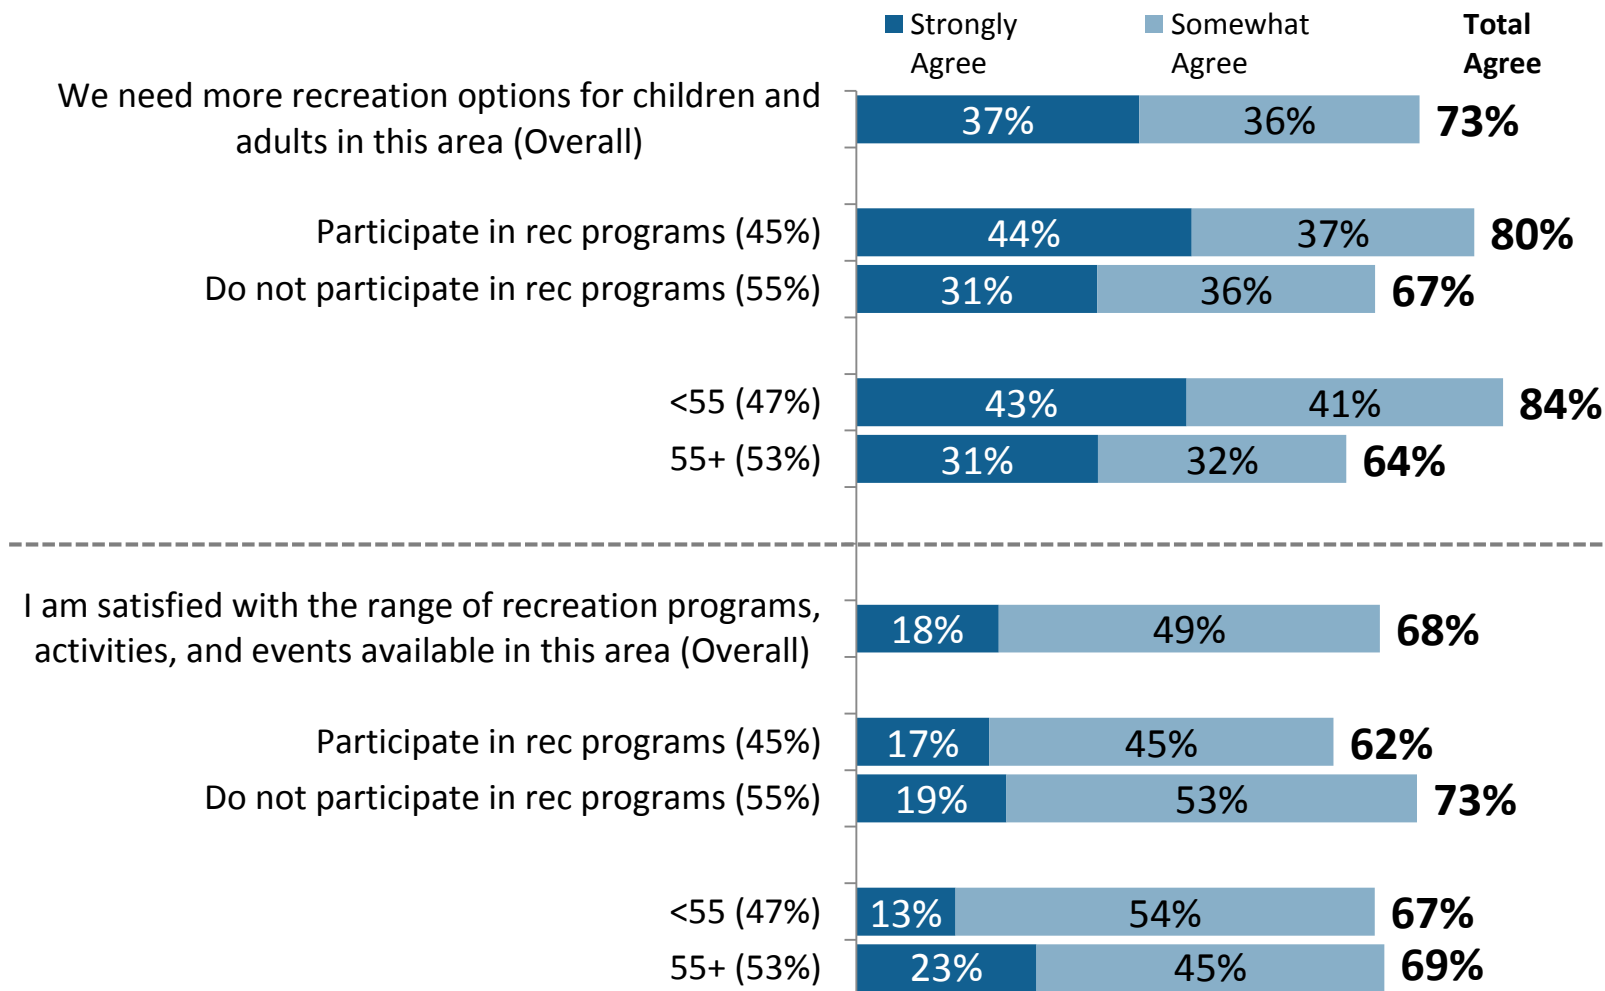 Strongly Agree
Somewhat Agree
Total Agree
We need more recreation options for children and
adults in this area (Overall)
37% 36% 73%
Participate in rec programs (45%) 44% 37% 80%
Do not participate in rec programs (55%) 31% 36% 67%
<55 (47%) 43% 41% 84%
55+ (53%) 31% 32% 64%
I am satisfied with the range of recreation programs,
activities, and events available in this area (Overall)
18% 49% 68%
Participate in rec programs (45%) 17% 45% 62%
Do not participate in rec programs (55%) 19% 53% 73%
<55 (47%) 13% 54% 67%
55+ (53%) 23% 45% 69%